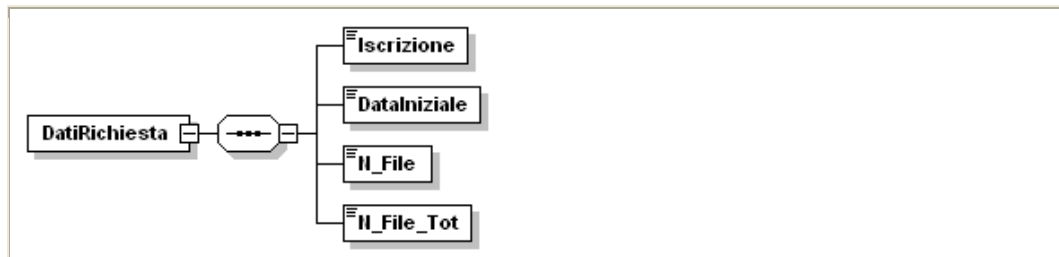 Iscrizione
DataIniziale
DatiRichiesta
N_File
N_File_Tot